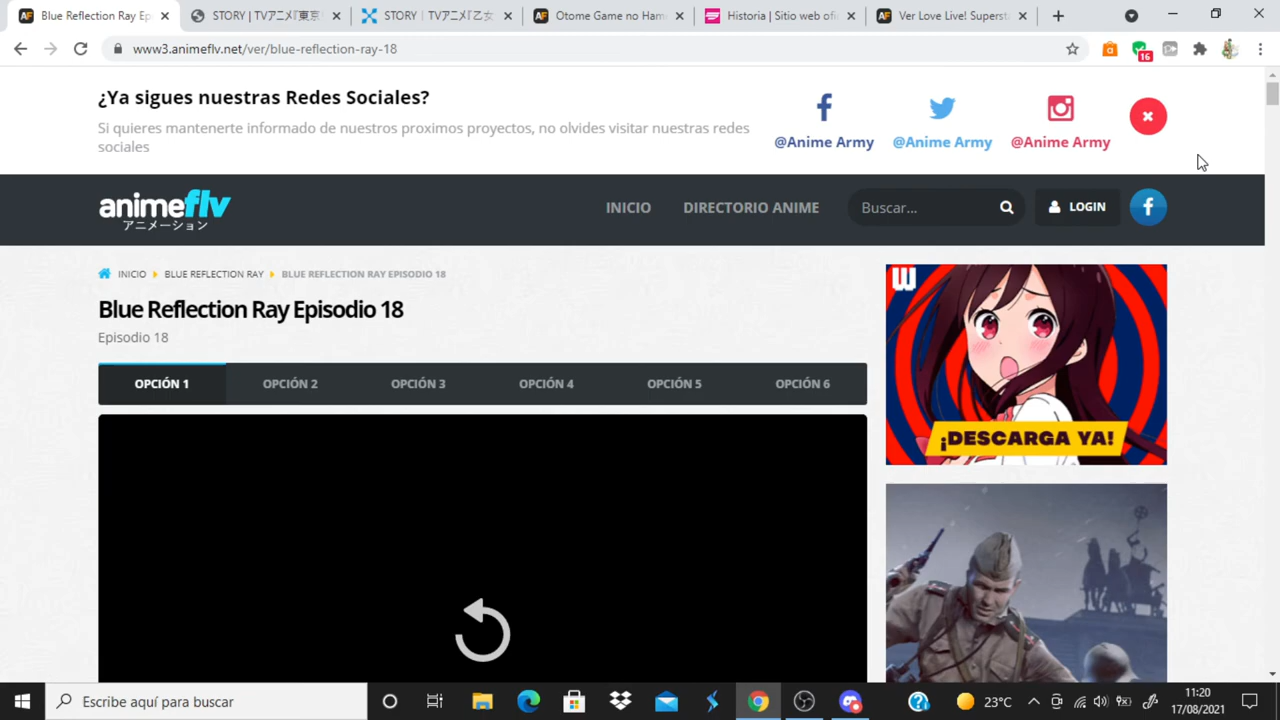 Blue Reflection Ray Ep
STORY | TVアニメ『東京
STORY | TVアニメ『乙女
Otome Game no Ham
Historia | Sitio web ofi
Ver Love Live! Superst
www3.animeflv.net/ver/blue-reflection-ray-18
16
¿Ya sigues nuestras Redes Sociales?
Si quieres mantenerte informado de nuestros proximos proyectos, no olvides visitar nuestras redes
sociales
@Anime Army
@Anime Army
@Anime Army
animeflv
アニメーション
INICIO
DIRECTORIO ANIME
Buscar...
LOGIN
INICIO
BLUE REFLECTION RAY
BLUE REFLECTION RAY EPISODIO 18
Blue Reflection Ray Episodio 18
Episodio 18
OPCIÓN 1
OPCIÓN 2
OPCIÓN 3
OPCIÓN 4
OPCIÓN 5
OPCIÓN 6
W
¡DESCARGA YA!
Escribe aquí para buscar
23°C
11:20
17/08/2021